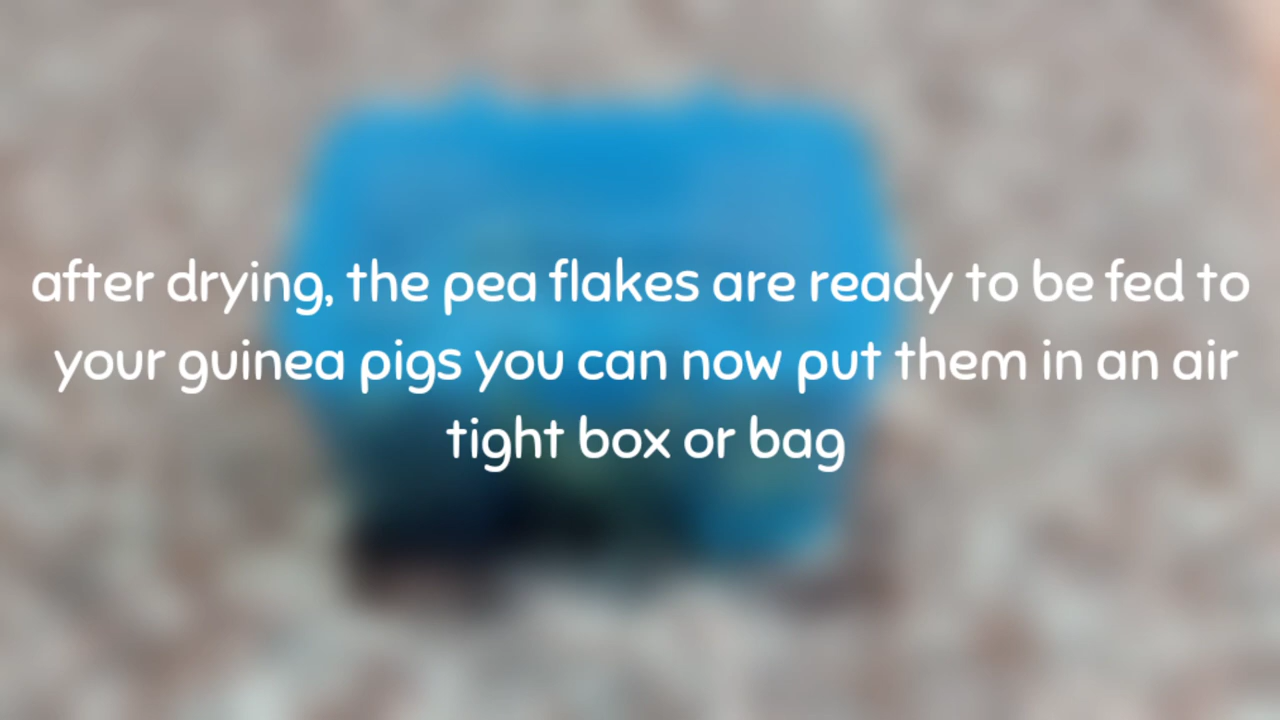 after drying, the pea flakes are ready to be fed to
your guinea pigs you can now put them in an air
tight box or bag